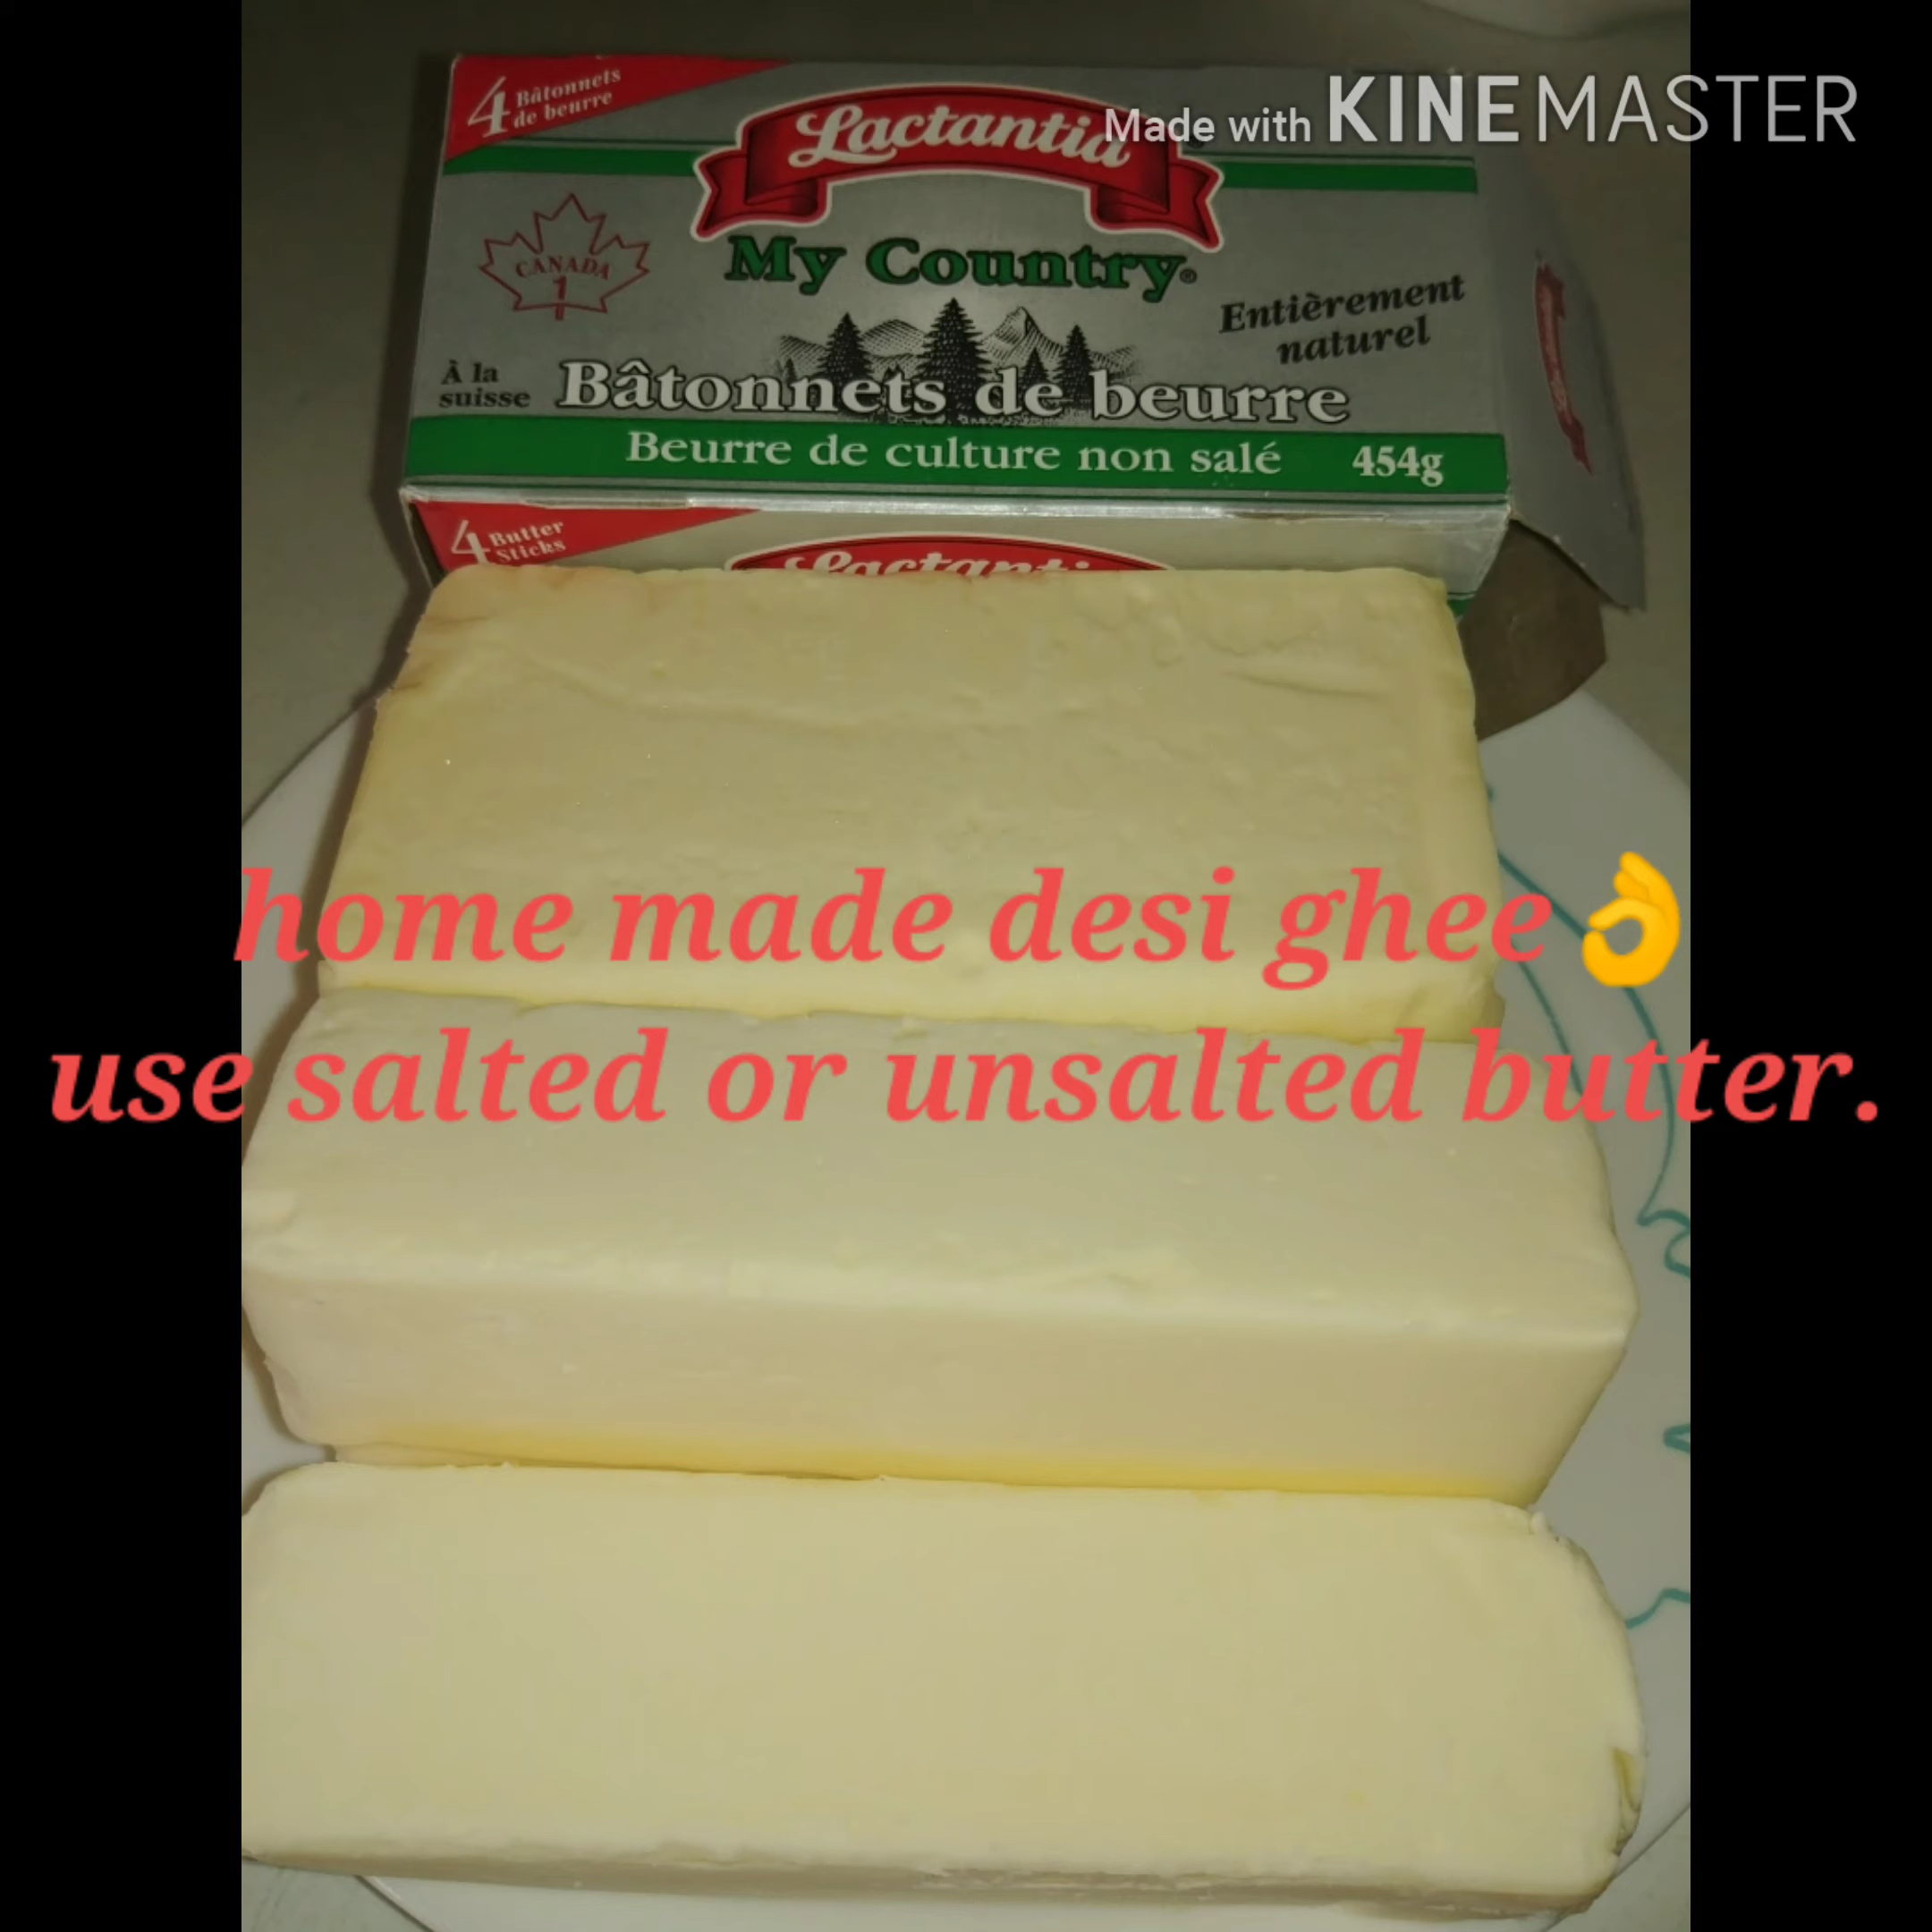 4 Bâtonnets
de beurre
Lactantia
Made with KINEMASTER
CANADA
1
My Country®
Entièrement
naturel
À la
suisse
Bâtonnets de beurre
Beurre de culture non salé 454g
4 Butter
Sticks
home made desi ghee👌
use salted or unsalted butter.